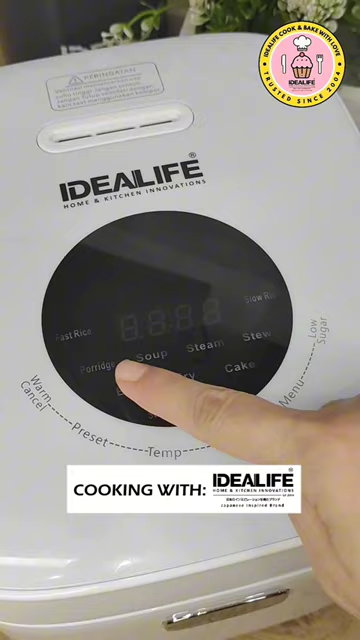 IDEALIFE COOK & BAKE WITH LOVE
IDEALIFE
TRUSTED SINCE 2004
PERINGATAN
IDEALIFE®
HOME & KITCHEN INNOVATIONS
Fast Rice
Slow Rice
Porridge
Soup
Steam
Stew
Cake
Warm
Cancel
Preset
Temp
Menu
Low
Sugar
COOKING WITH:
IDEALIFE®
HOME & KITCHEN INNOVATIONS
Japanese Inspired Brand